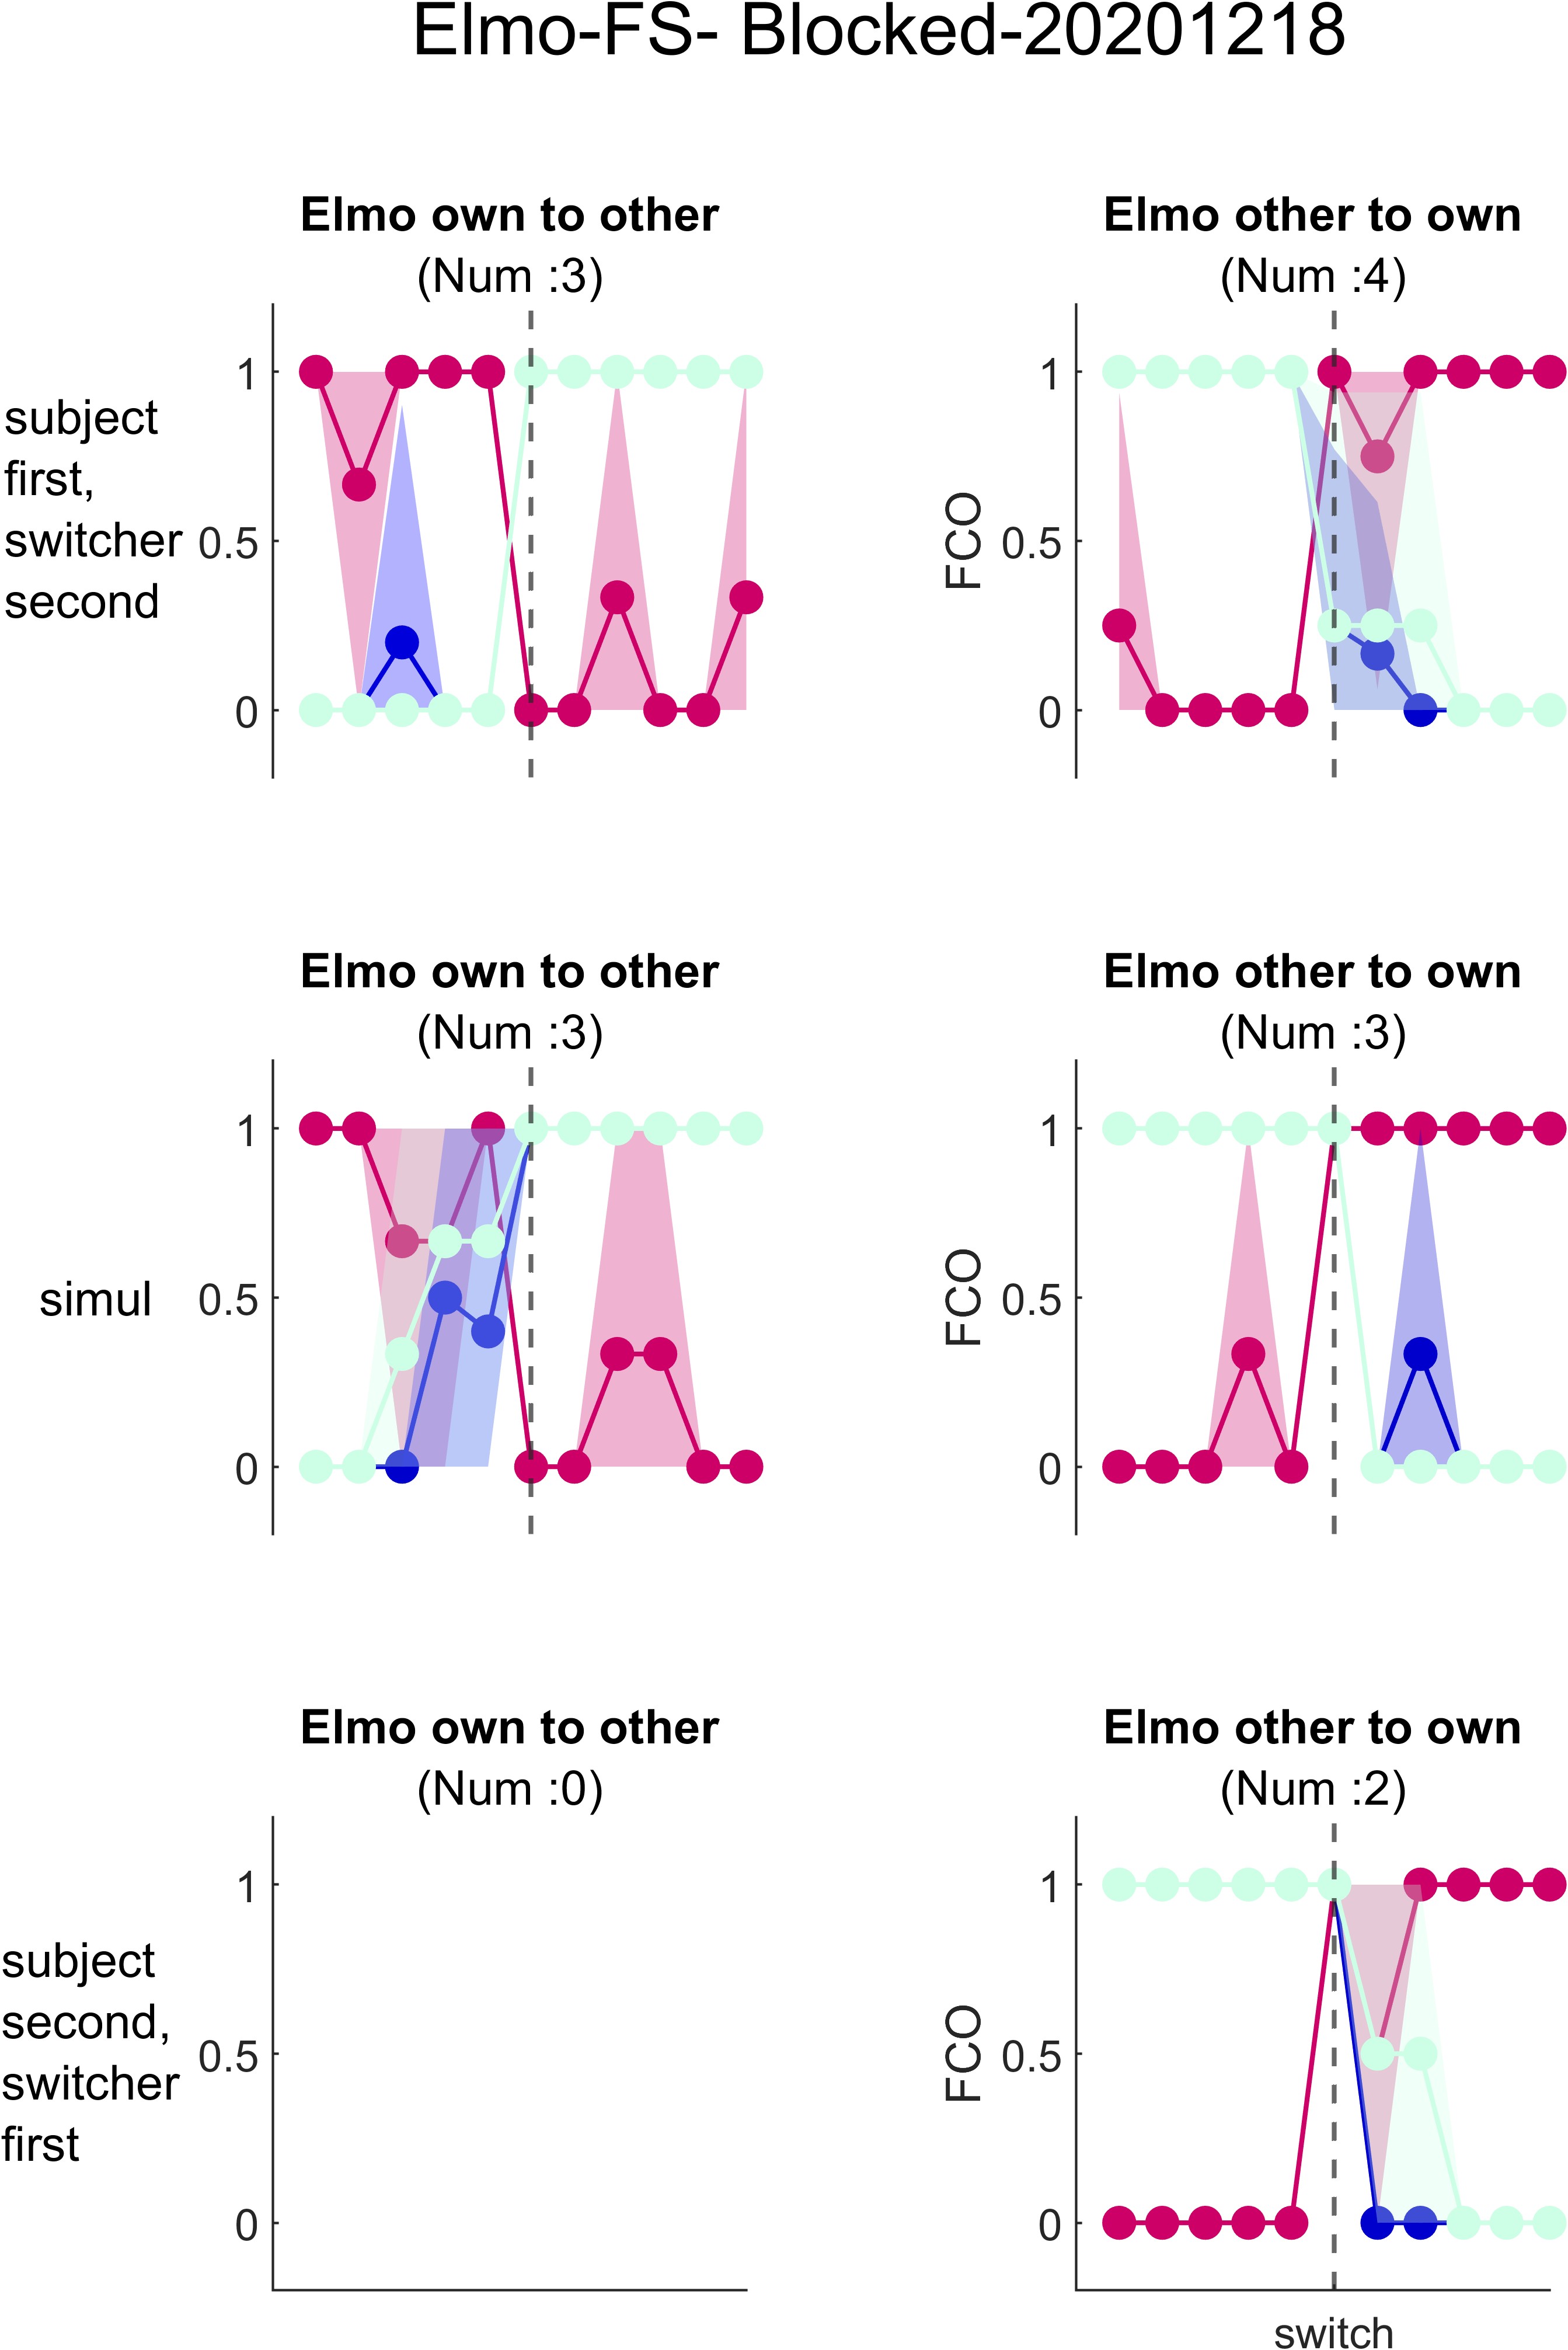 Elmo-FS- Blocked-20201218
Elmo own to other
(Num :3)
Elmo other to own
(Num :4)
subject
first,
switcher
second
1
0.5
0
FCO
1
0.5
0
Elmo own to other
(Num :3)
Elmo other to own
(Num :3)
simul
1
0.5
0
FCO
1
0.5
0
Elmo own to other
(Num :0)
Elmo other to own
(Num :2)
subject
second,
switcher
first
1
0.5
0
FCO
1
0.5
0
switch